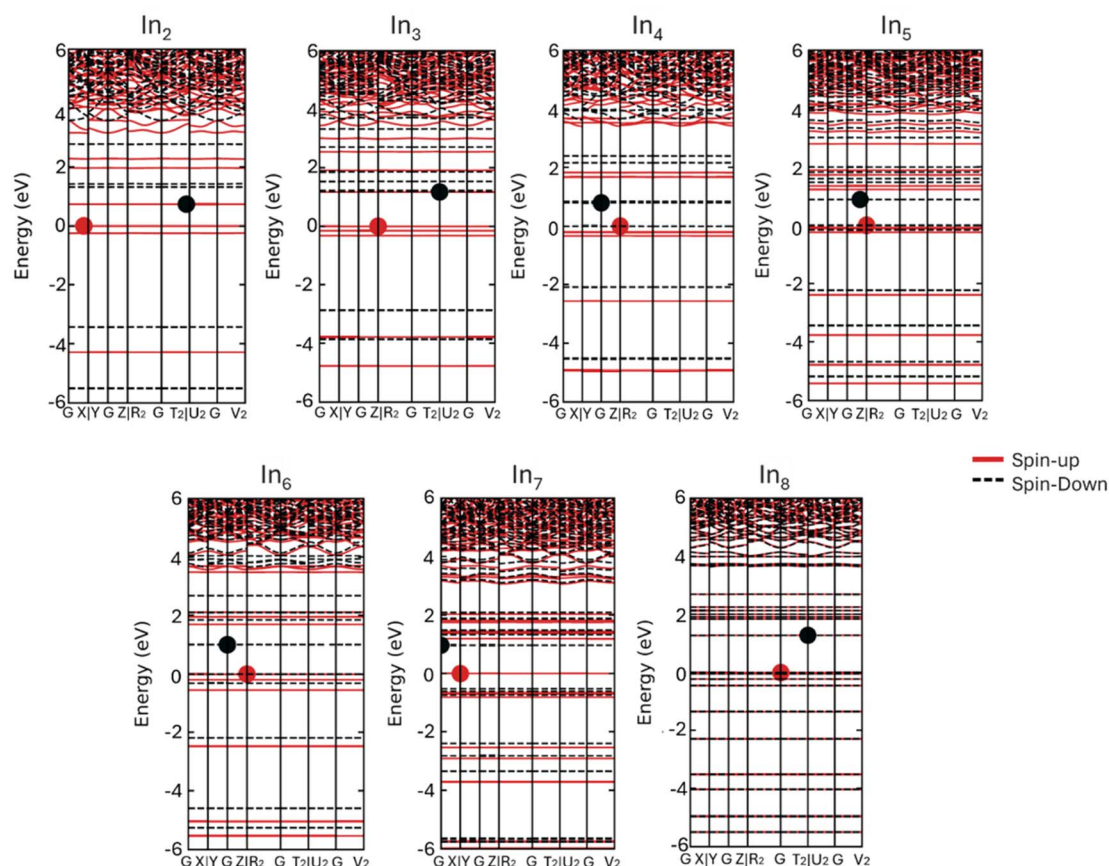 In₂
6
4
2
0
-2
-4
-6
Energy (eV)
G X|Y G Z|R₂ G T₂|U₂ G V₂
In₃
6
4
2
0
-2
-4
-6
Energy (eV)
G X|Y G Z|R₂ G T₂|U₂ G V₂
In₄
6
4
2
0
-2
-4
-6
Energy (eV)
G X|Y G Z|R₂ G T₂|U₂ G V₂
In₅
6
4
2
0
-2
-4
-6
Energy (eV)
G X|Y G Z|R₂ G T₂|U₂ G V₂
Spin-up
Spin-Down
In₆
6
4
2
0
-2
-4
-6
Energy (eV)
G X|Y G Z|R₂ G T₂|U₂ G V₂
In₇
6
4
2
0
-2
-4
-6
Energy (eV)
G X|Y G Z|R₂ G T₂|U₂ G V₂
In₈
6
4
2
0
-2
-4
-6
Energy (eV)
G X|Y G Z|R₂ G T₂|U₂ G V₂